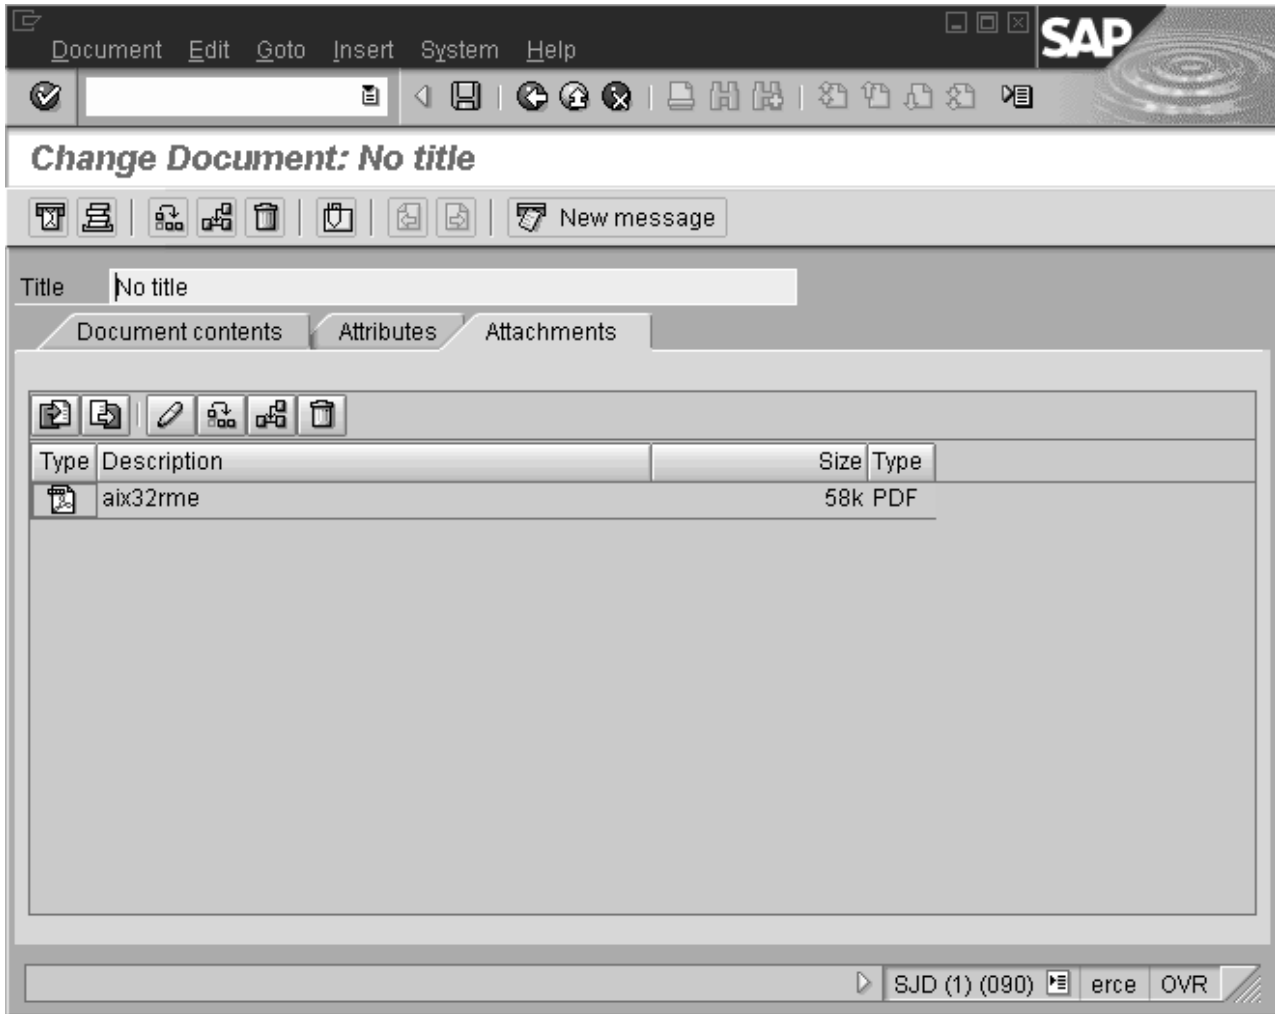 SAP
Document Edit Goto Insert System Help
Change Document: No title
New message
Title No title
Document contents Attributes Attachments
Type Description Size Type
aix32rme 58k PDF
SJD (1) (090) erce OVR